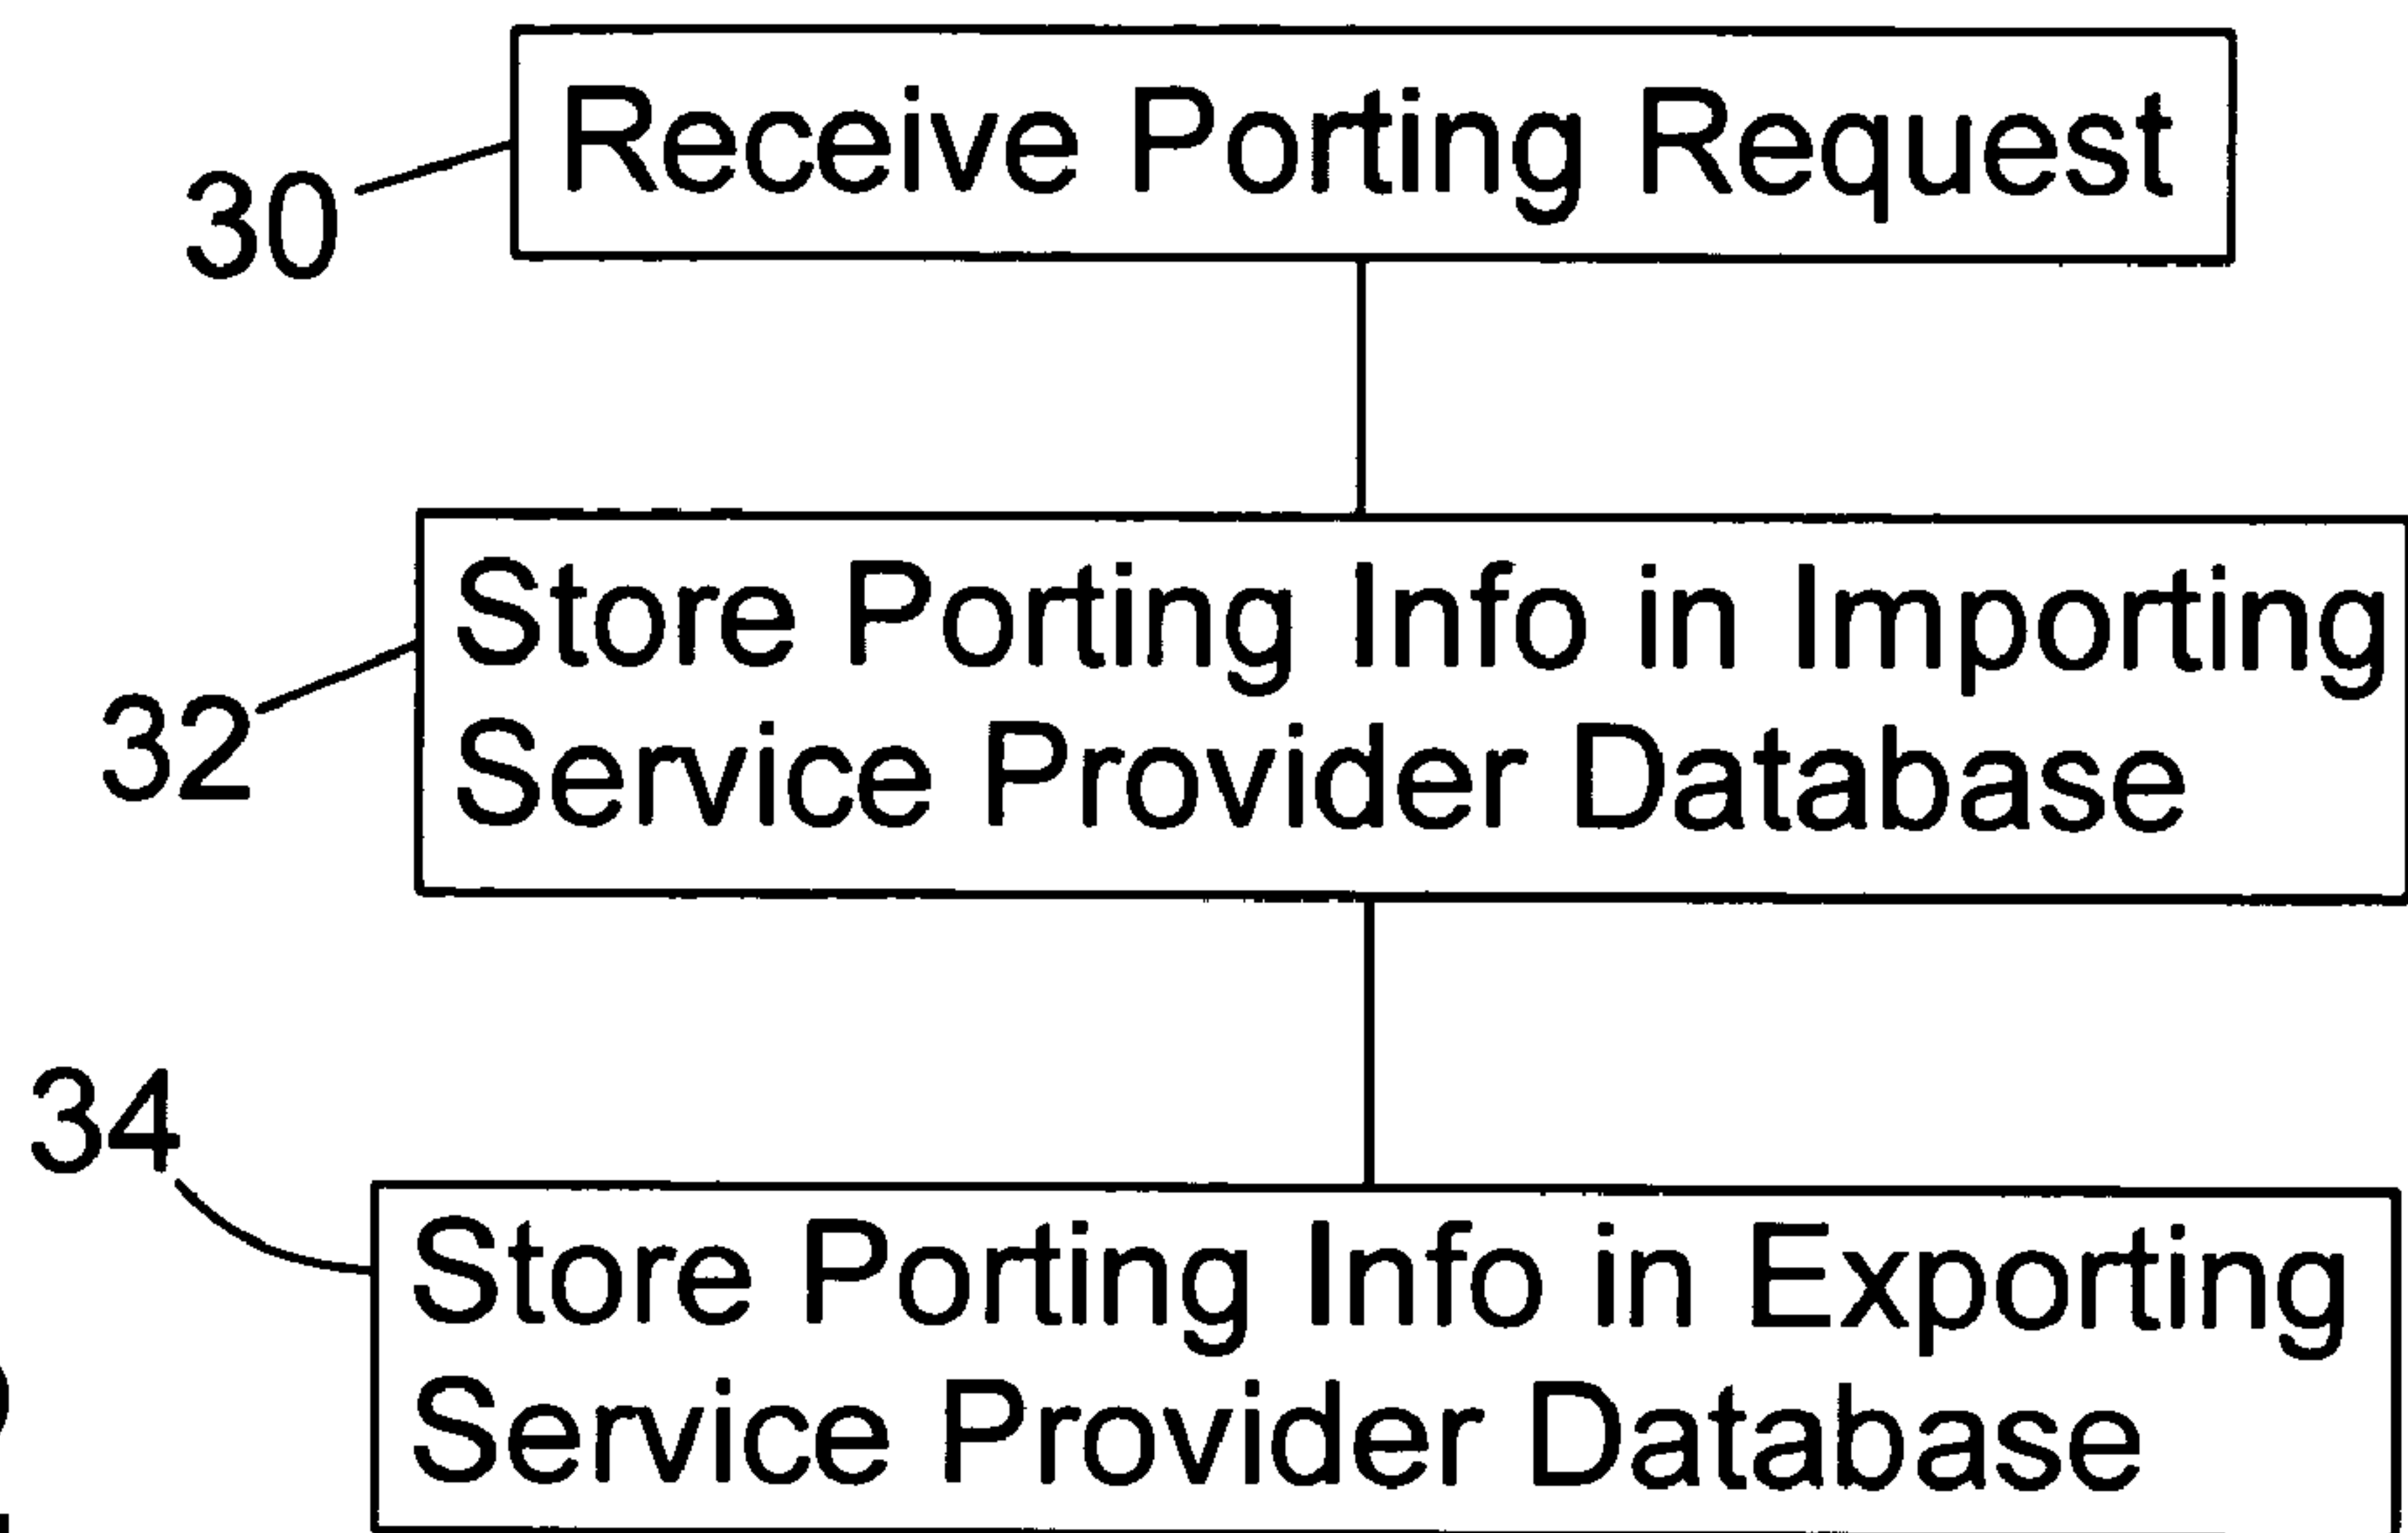 Receive Porting Request
30
Store Porting Info in Importing
Service Provider Database
32
34
Store Porting Info in Exporting
Service Provider Database